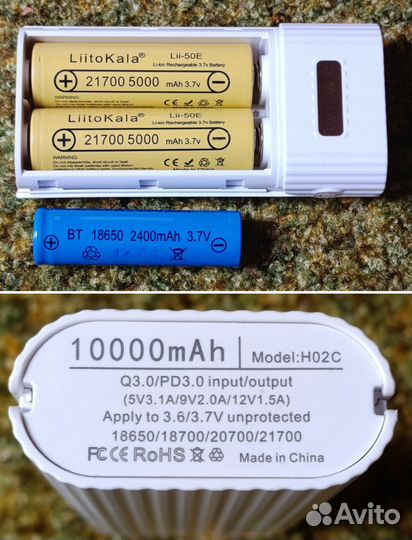 LiitoKala®
Lii-50E
Li-ion Rechargeable 3.7v Battery
21700 5000 mAh 3.7v
WARNING:
LiitoKala®
Lii-50E
Li-ion Rechargeable 3.7v Battery
21700 5000 mAh 3.7v
WARNING:
BT 18650 2400mAh 3.7V
10000mAh
Model:H02C
Q3.0/PD3.0 input/output
(5V3.1A/9V2.0A/12V1.5A)
Apply to 3.6/3.7V unprotected
18650/18700/20700/21700
FC CE RoHS
Made in China
Avito